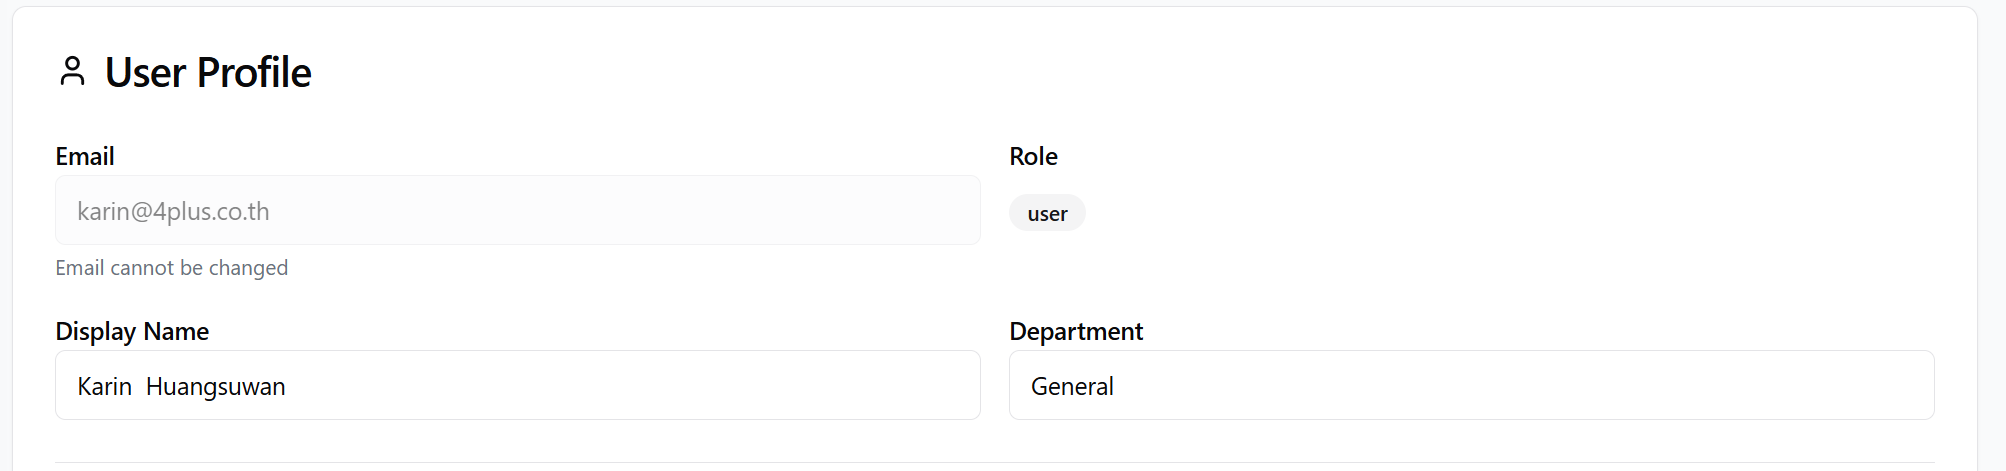 User Profile
Email
Role
karin@4plus.co.th
user
Email cannot be changed
Display Name
Department
Karin  Huangsuwan
General